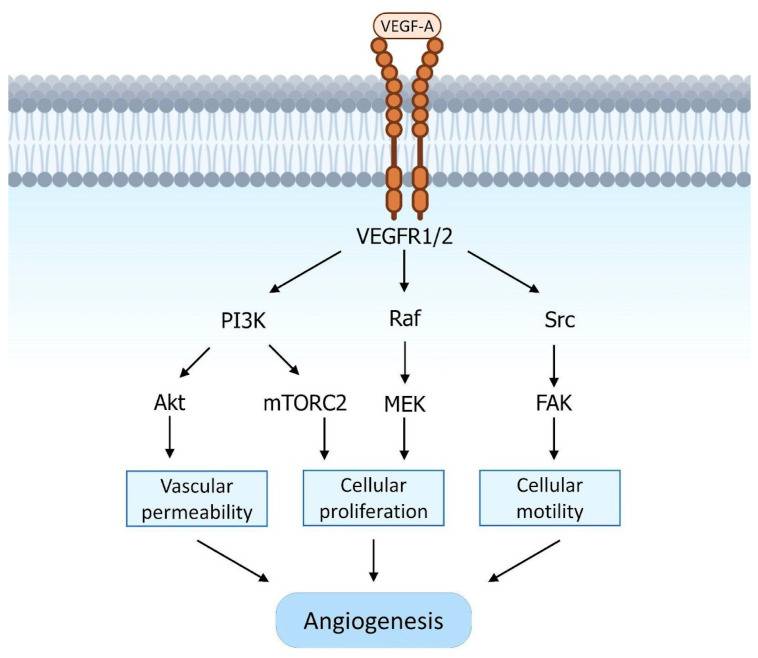 VEGF-A
VEGFR1/2
PI3K
Raf
Src
Akt
mTORC2
MEK
FAK
Vascular
permeability
Cellular
proliferation
Cellular
motility
Angiogenesis